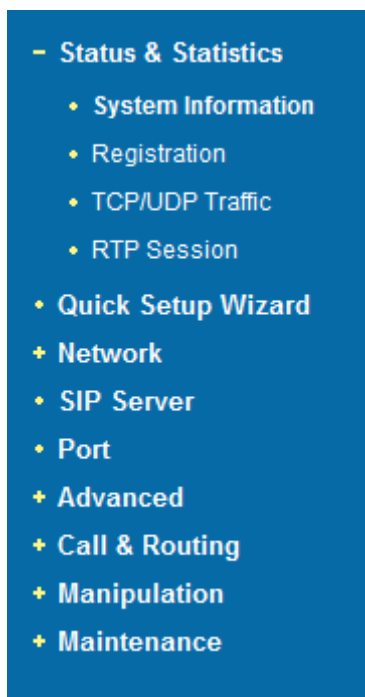 - Status & Statistics
• System Information
• Registration
• TCP/UDP Traffic
• RTP Session
• Quick Setup Wizard
+ Network
• SIP Server
• Port
+ Advanced
+ Call & Routing
+ Manipulation
+ Maintenance